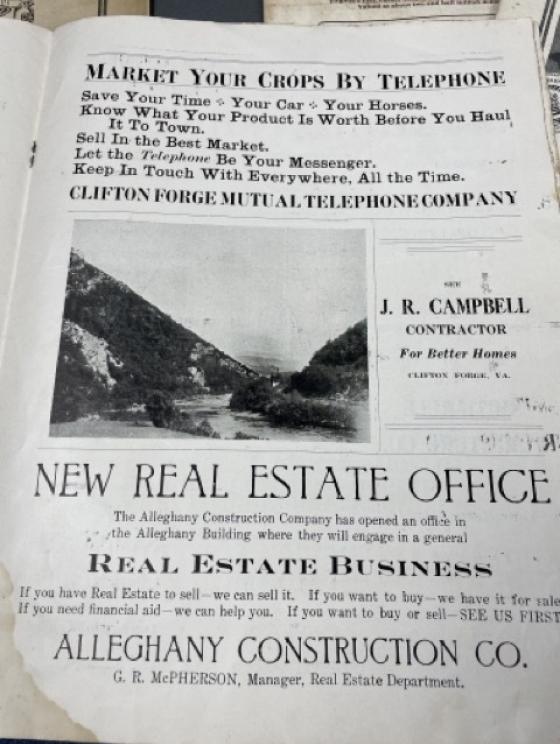 MARKET YOUR CROPS BY TELEPHONE
Save Your Time ÷ Your Car ÷ Your Horses.
Know What Your Product Is Worth Before You Haul
It To Town.
Sell In the Best Market.
Let the Telephone Be Your Messenger.
Keep In Touch With Everywhere, All the Time.
CLIFTON FORGE MUTUAL TELEPHONE COMPANY
SEE
J. R. CAMPBELL
CONTRACTOR
For Better Homes
CLIFTON FORGE, VA.
NEW REAL ESTATE OFFICE
The Alleghany Construction Company has opened an office in
the Alleghany Building where they will engage in a general
REAL ESTATE BUSINESS
If you have Real Estate to sell—we can sell it. If you want to buy—we have it for sale
If you need financial aid—we can help you. If you want to buy or sell—SEE US FIRST
ALLEGHANY CONSTRUCTION CO.
G. R. McPHERSON, Manager, Real Estate Department.